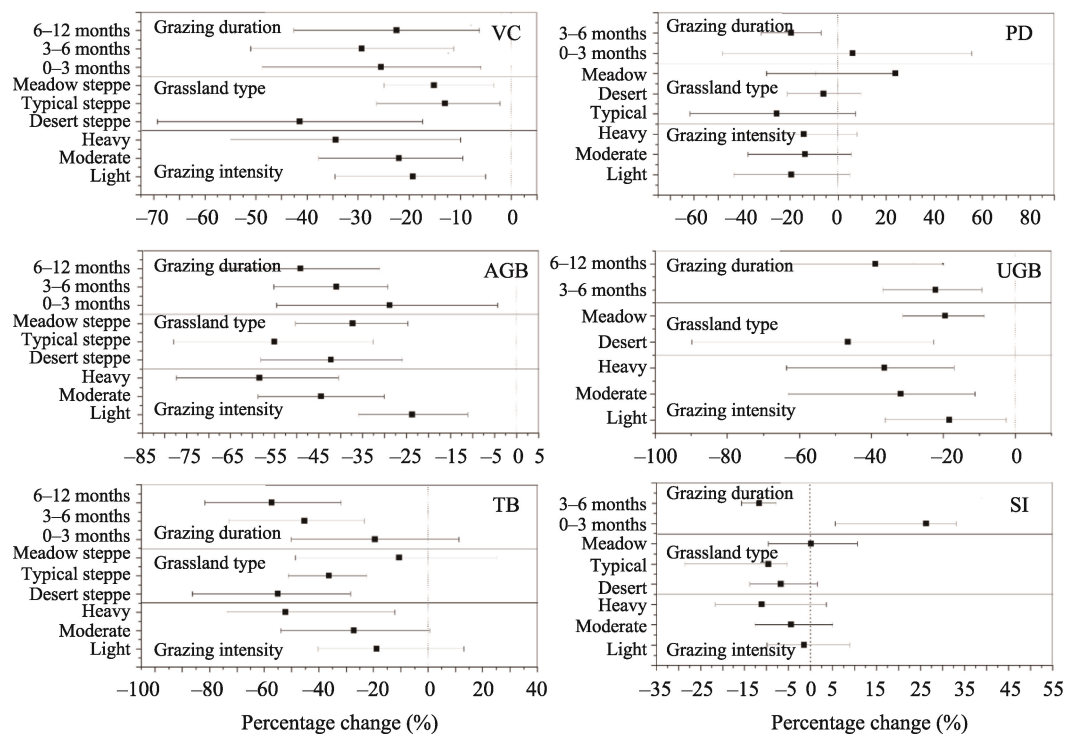 VC
Grazing duration
6–12 months
3–6 months
0–3 months
Grassland type
Meadow steppe
Typical steppe
Desert steppe
Heavy
Moderate
Light
Grazing intensity
–70 –60 –50 –40 –30 –20 –10 0
PD
Grazing duration
3–6 months
0–3 months
Meadow
Grassland type
Desert
Typical
Heavy
Grazing intensity
Moderate
Light
–60 –40 –20 0 20 40 60 80
AGB
Grazing duration
6–12 months
3–6 months
0–3 months
Meadow steppe
Grassland type
Typical steppe
Desert steppe
Heavy
Moderate
Light
Grazing intensity
–85 –75 –65 –55 –45 –35 –25 –15 –5 5
UGB
6–12 months
Grazing duration
3–6 months
Meadow
Grassland type
Desert
Heavy
Moderate
Grazing intensity
Light
–100 –80 –60 –40 –20 0
TB
6–12 months
3–6 months
Grazing duration
0–3 months
Meadow steppe
Grassland type
Typical steppe
Desert steppe
Heavy
Moderate
Light
Grazing intensity
–100 –80 –60 –40 –20 0 20 40
Percentage change (%)
SI
Grazing duration
3–6 months
0–3 months
Meadow
Grassland type
Typical
Desert
Heavy
Moderate
Light
Grazing intensity
–35 –25 –15 –5 0 5 15 25 35 45 55
Percentage change (%)